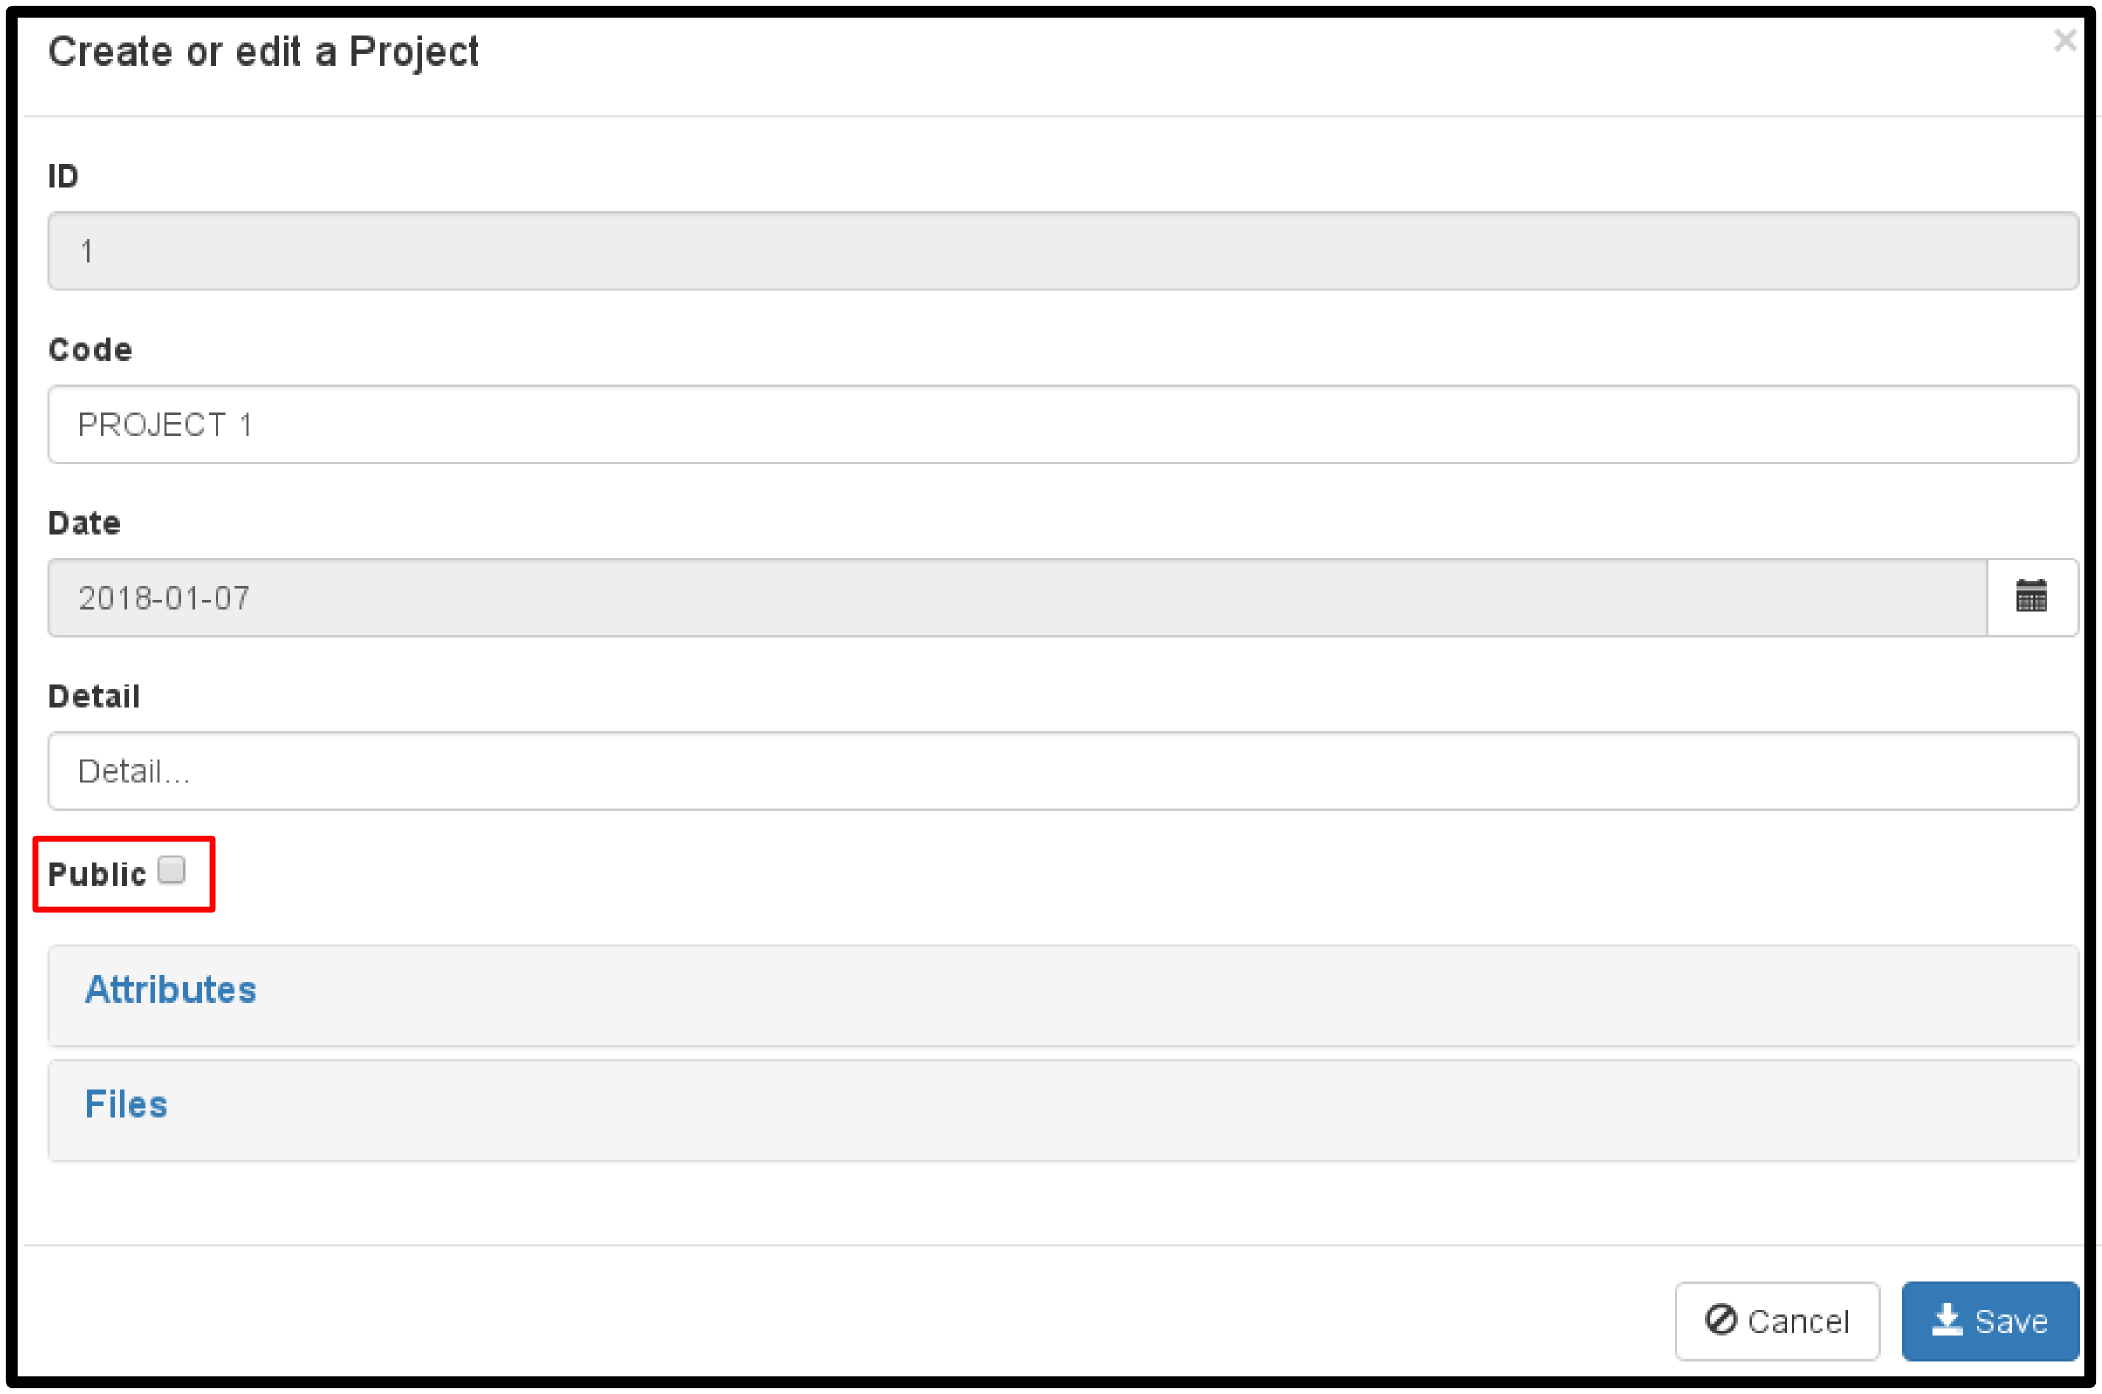 Create or edit a Project
×
ID
1
Code
PROJECT 1
Date
2018-01-07
Detail
Detail...
Public
Attributes
Files
Cancel
Save